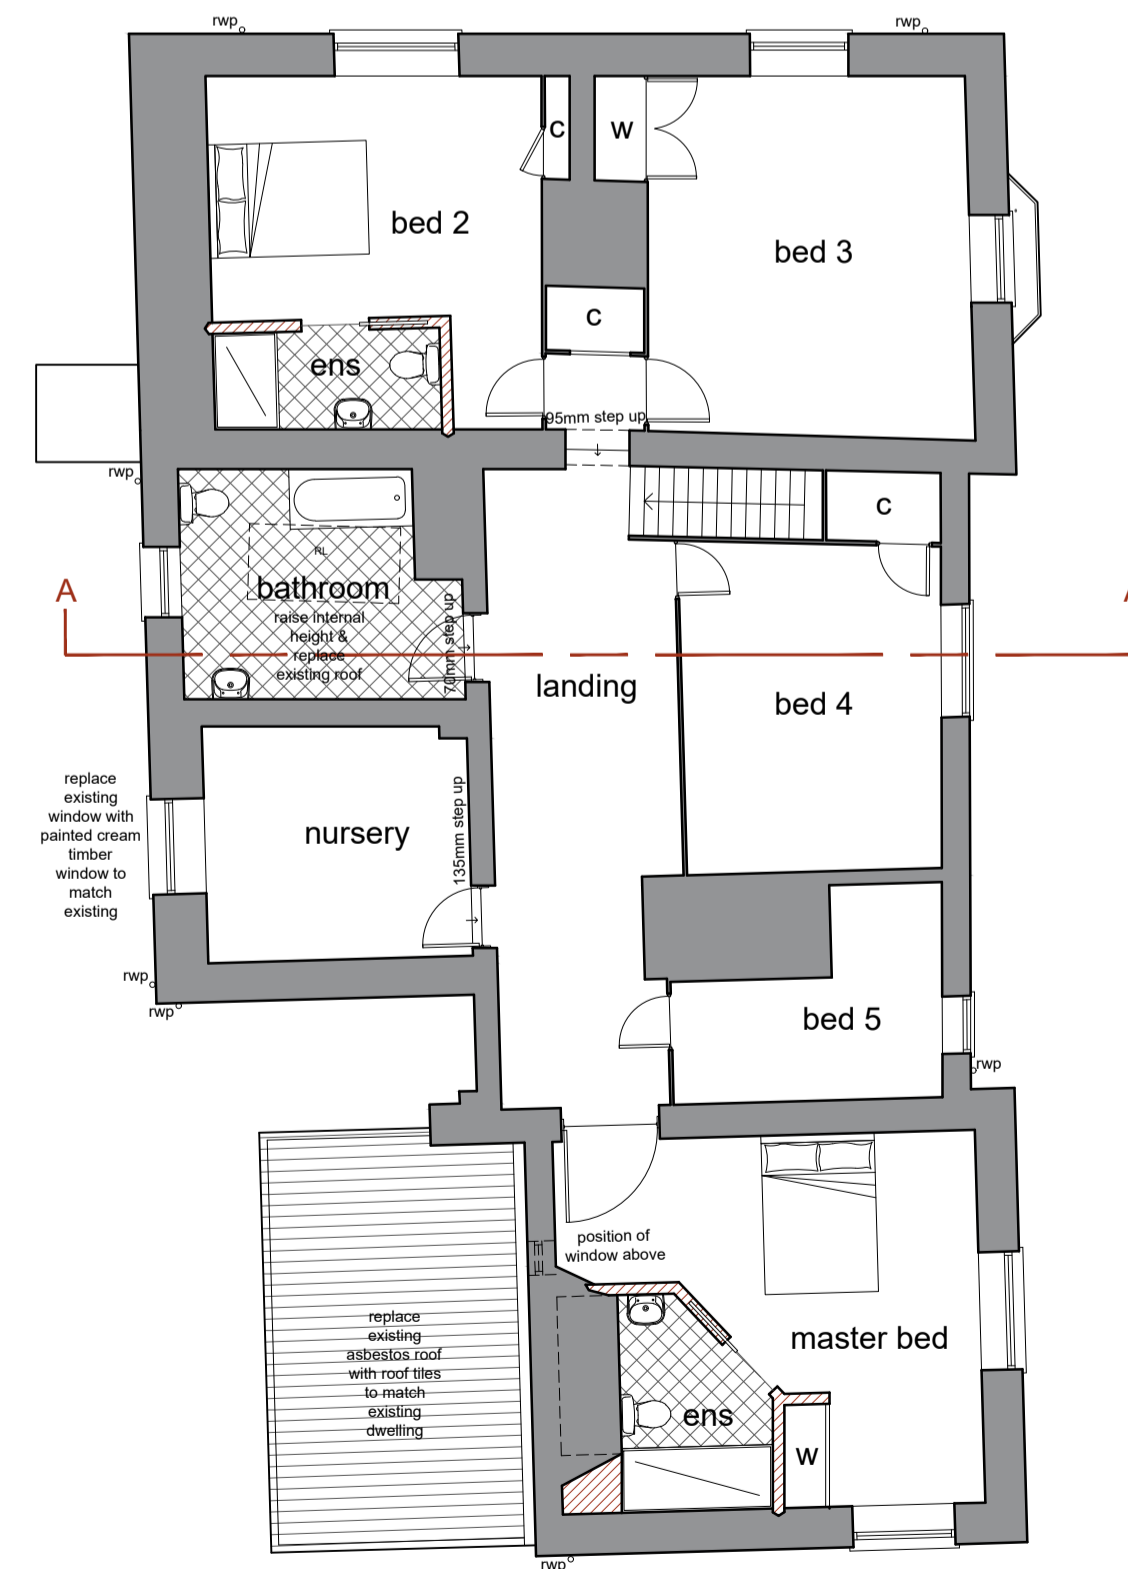 rwp
rwp
c
w
bed 2
bed 3
c
ens
95mm step up
rwp
c
RL
A
bathroom
raise internal
height &
replace
existing roof
70mm step up
landing
bed 4
replace
existing
window with
painted cream
timber
window to
match
existing
nursery
135mm step up
rwp
rwp
bed 5
rwp
position of
window above
replace
existing
asbestos roof
with roof tiles
to match
existing
dwelling
master bed
ens
w
rwp